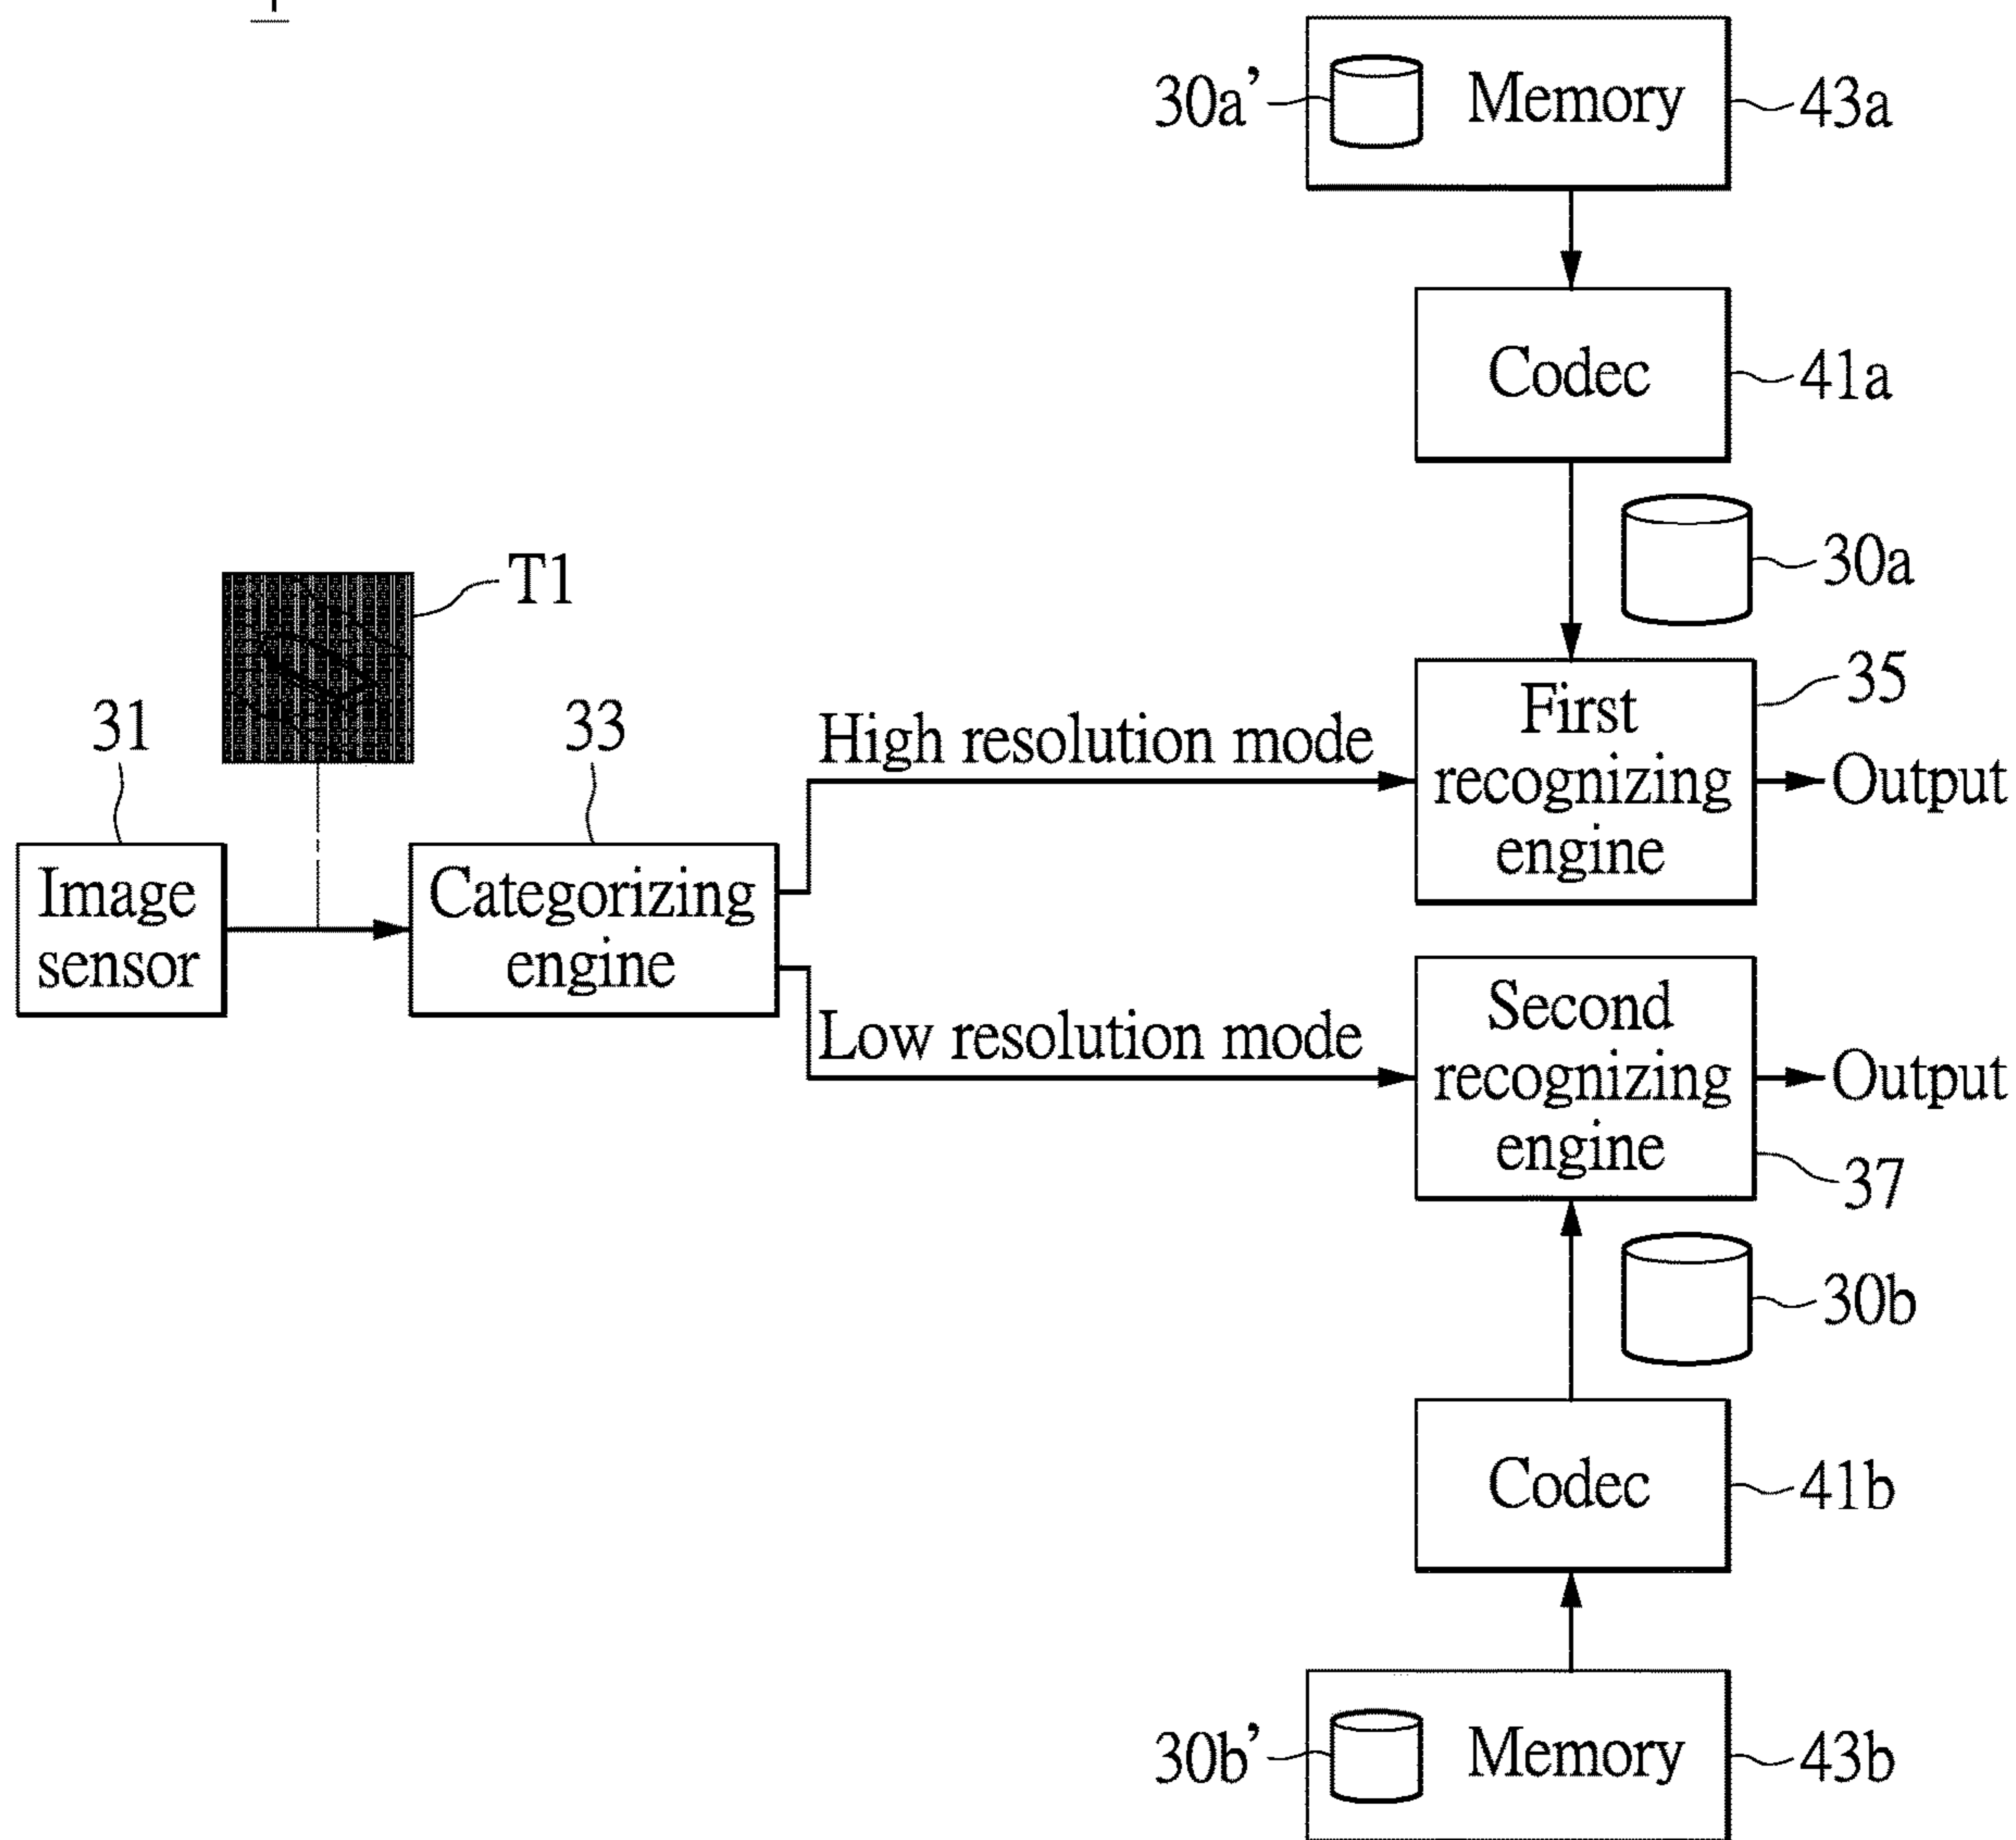 30a’
Memory
43a
Codec
41a
30a
T1
31
33
High resolution mode
First
recognizing
engine
35
Output
Image
sensor
Categorizing
engine
Low resolution mode
Second
recognizing
engine
Output
37
30b
Codec
41b
30b’
Memory
43b